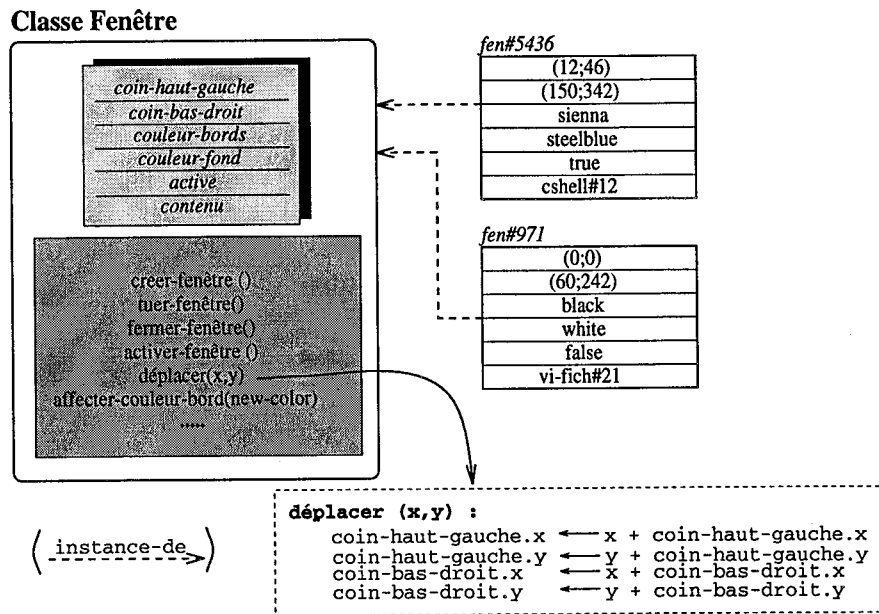 Classe Fenêtre
coin-haut-gauche
coin-bas-droit
couleur-bords
couleur-fond
active
contenu
créer-fenêtre ()
tuer-fenêtre()
fermer-fenêtre()
activer-fenêtre ()
déplacer(x,y)
affecter-couleur-bord(new-color)
.....
fen#5436
(12;46)
(150;342)
sienna
steelblue
true
cshell#12
fen#971
(0;0)
(60;242)
black
white
false
vi-fich#21
( instance-de )
déplacer (x,y) :
coin-haut-gauche.x ← x + coin-haut-gauche.x
coin-haut-gauche.y ← y + coin-haut-gauche.y
coin-bas-droit.x ← x + coin-bas-droit.x
coin-bas-droit.y ← y + coin-bas-droit.y